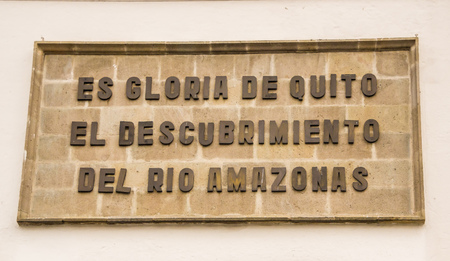 ES GLORIA DE QUITO
EL DESCUBRIMIENTO
DEL RIO AMAZONAS